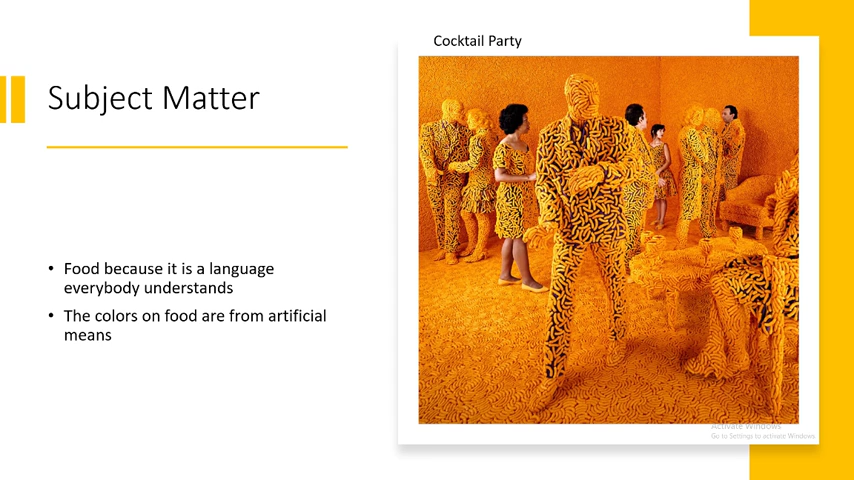 Cocktail Party
Subject Matter
• Food because it is a language
everybody understands
• The colors on food are from artificial
means
Activate Windows
Go to Settings to activate Windows.